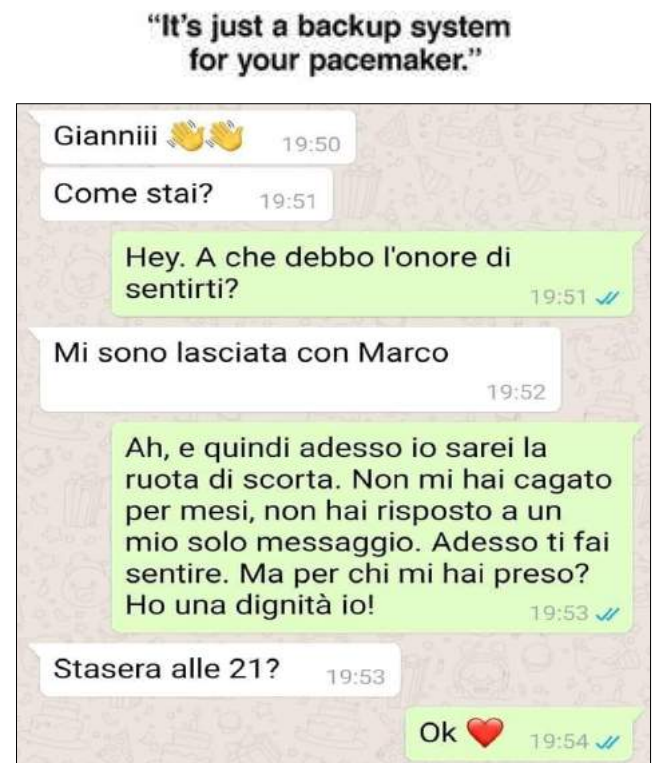 “It’s just a backup system
for your pacemaker.”
Gianniii 👋👋 19:50
Come stai? 19:51
Hey. A che debbo l'onore di
sentirti? 19:51
Mi sono lasciata con Marco
19:52
Ah, e quindi adesso io sarei la
ruota di scorta. Non mi hai cagato
per mesi, non hai risposto a un
mio solo messaggio. Adesso ti fai
sentire. Ma per chi mi hai preso?
Ho una dignità io! 19:53
Stasera alle 21? 19:53
Ok ❤️ 19:54